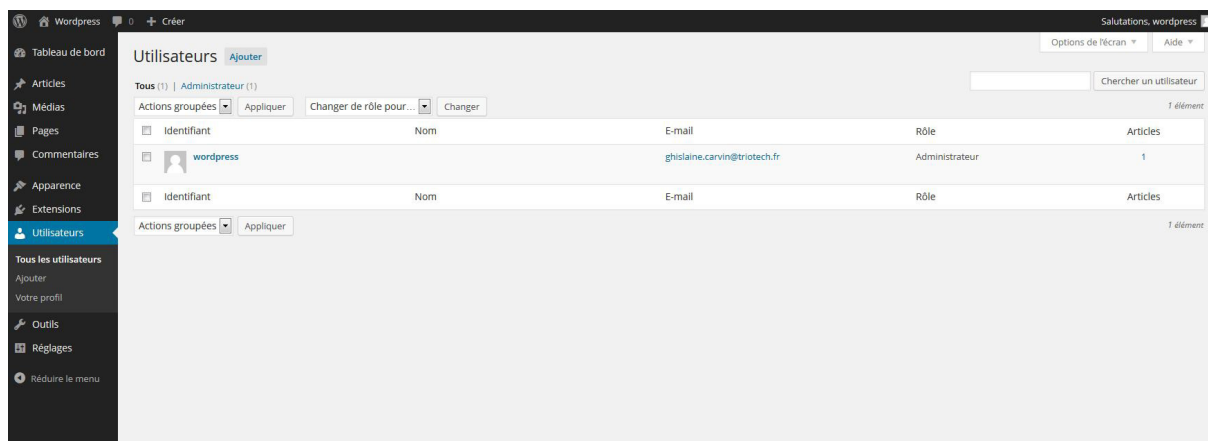 Wordpress 0 + Créer Salutations, wordpress
Tableau de bord
Articles
Médias
Pages
Commentaires
Apparence
Extensions
Utilisateurs
Tous les utilisateurs
Ajouter
Votre profil
Outils
Réglages
Réduire le menu
Options de l'écran Aide
Utilisateurs Ajouter
Tous (1) | Administrateur (1)
Chercher un utilisateur
Actions groupées Appliquer Changer de rôle pour... Changer
1 élément
Identifiant Nom E-mail Rôle Articles
wordpress ghislaine.carvin@triotech.fr Administrateur 1
Identifiant Nom E-mail Rôle Articles
Actions groupées Appliquer
1 élément